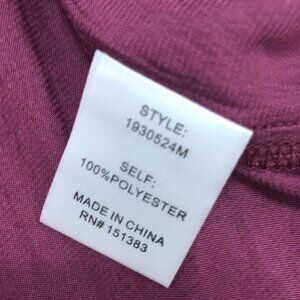 STYLE:
1930524M
SELF:
100%POLYESTER
MADE IN CHINA
RN# 151383